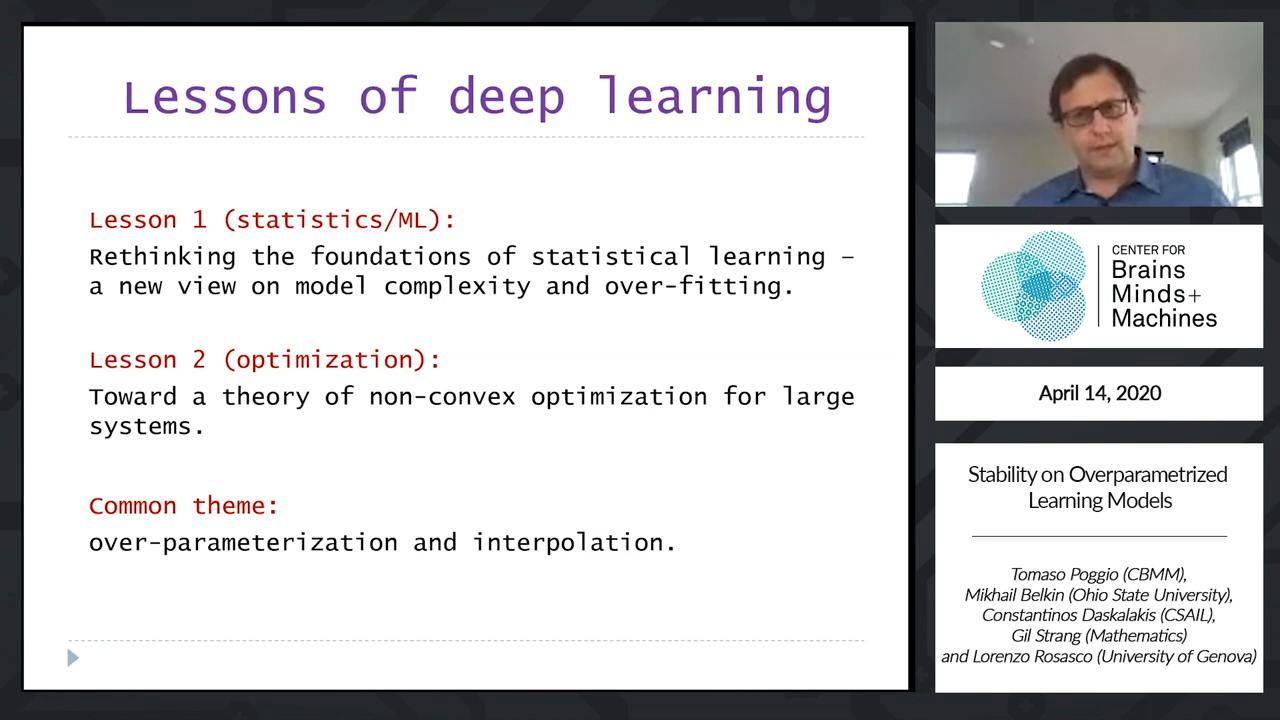 Lessons of deep learning
Lesson 1 (statistics/ML):
Rethinking the foundations of statistical learning –
a new view on model complexity and over-fitting.
Lesson 2 (optimization):
Toward a theory of non-convex optimization for large
systems.
Common theme:
over-parameterization and interpolation.
CENTER FOR
Brains
Minds+
Machines
April 14, 2020
Stability on Overparametrized
Learning Models
Tomaso Poggio (CBMM),
Mikhail Belkin (Ohio State University),
Constantinos Daskalakis (CSAIL),
Gil Strang (Mathematics)
and Lorenzo Rosasco (University of Genova)